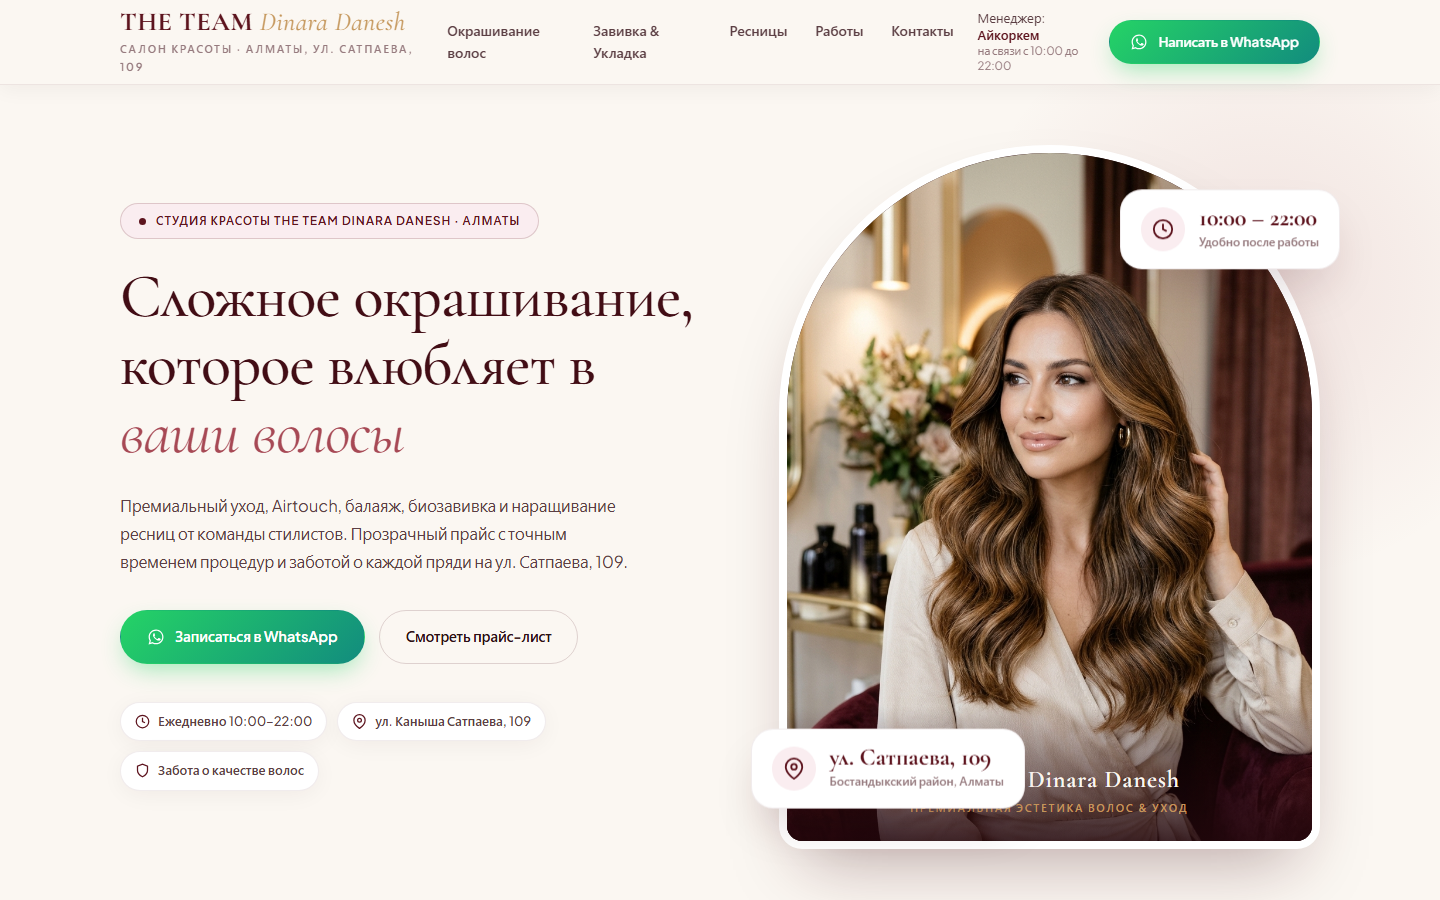 THE TEAM Dinara Danesh
САЛОН КРАСОТЫ · АЛМАТЫ, УЛ. САТПАЕВА,
109
Окрашивание
волос
Завивка &
Укладка
Ресницы
Работы
Контакты
Менеджер:
Айкоркем
на связи с 10:00 до
22:00
Написать в WhatsApp
СТУДИЯ КРАСОТЫ THE TEAM DINARA DANESH · АЛМАТЫ
Сложное окрашивание,
которое влюбляет в
ваши волосы
Премиальный уход, Airtouch, балаяж, биозавивка и наращивание
ресниц от команды стилистов. Прозрачный прайс с точным
временем процедур и заботой о каждой пряди на ул. Сатпаева, 109.
Записаться в WhatsApp
Смотреть прайс-лист
Ежедневно 10:00–22:00
ул. Каныша Сатпаева, 109
Забота о качестве волос
10:00 — 22:00
Удобно после работы
ул. Сатпаева, 109
Бостандыкский район, Алматы
Dinara Danesh
ЭСТЕТИКА ВОЛОС & УХОД